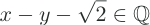 x − y − √2 ∈ ℚ